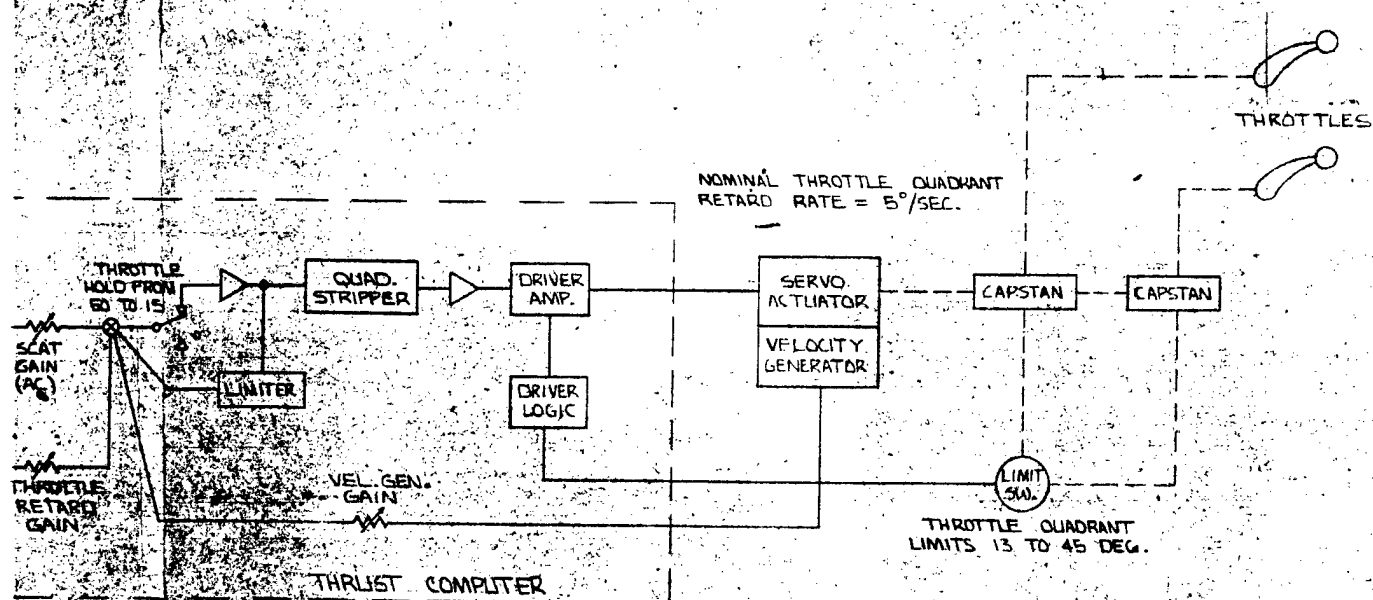 THROTTLES
NOMINAL THROTTLE QUADRANT
RETARD RATE = 5°/SEC.
THROTTLE
HOLD FROM
60 TO 15
QUAD.
STRIPPER
DRIVER
AMP.
SERVO.
ACTUATOR
CAPSTAN
CAPSTAN
SCAT
GAIN
LIMITER
VELOCITY
GENERATOR
DRIVER
LOGIC
THROTTLE
RETARD
GAIN
VEL. GEN.
GAIN
LIMIT
SW.
THROTTLE QUADRANT
LIMITS 13 TO 45 DEG.
THRUST COMPUTER